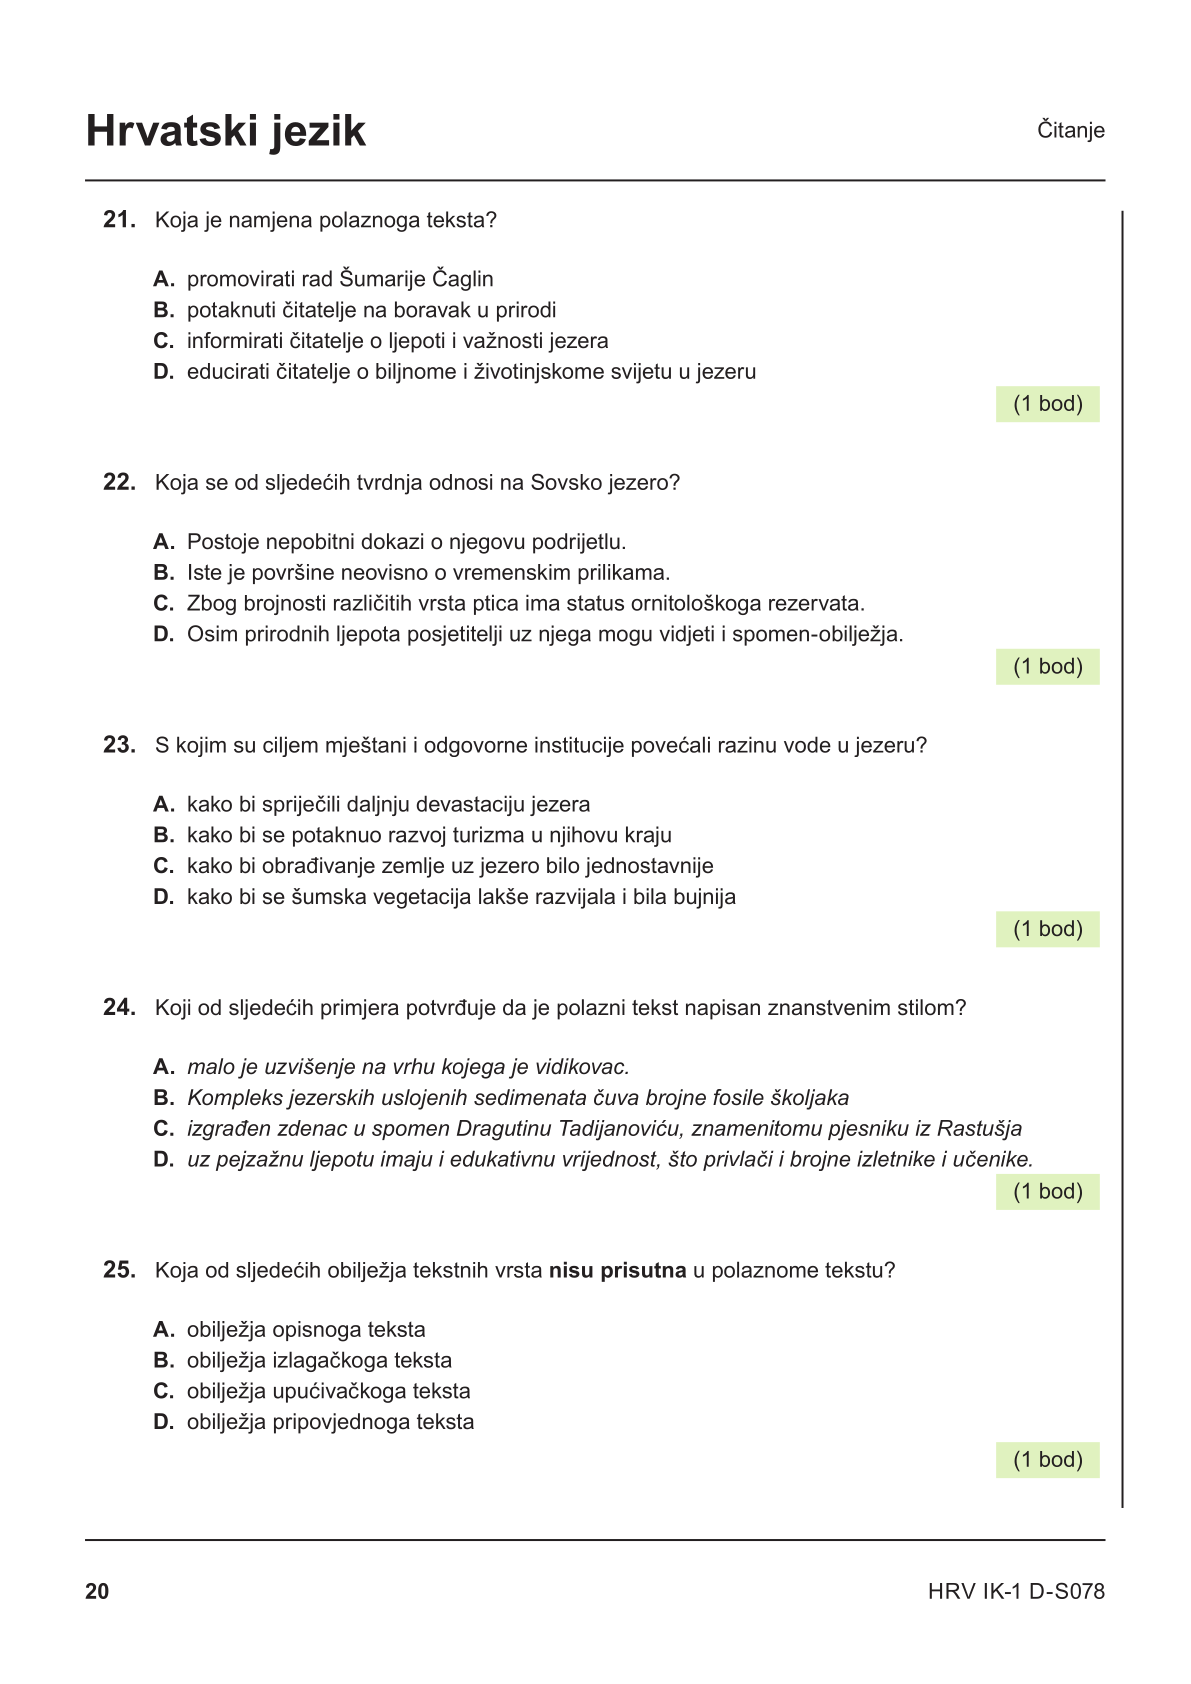 Hrvatski jezik
Čitanje
21. Koja je namjena polaznoga teksta?
A. promovirati rad Šumarije Čaglin
B. potaknuti čitatelje na boravak u prirodi
C. informirati čitatelje o ljepoti i važnosti jezera
D. educirati čitatelje o biljnome i životinjskome svijetu u jezeru
(1 bod)
22. Koja se od sljedećih tvrdnja odnosi na Sovsko jezero?
A. Postoje nepobitni dokazi o njegovu podrijetlu.
B. Iste je površine neovisno o vremenskim prilikama.
C. Zbog brojnosti različitih vrsta ptica ima status ornitološkoga rezervata.
D. Osim prirodnih ljepota posjetitelji uz njega mogu vidjeti i spomen-obilježja.
(1 bod)
23. S kojim su ciljem mještani i odgovorne institucije povećali razinu vode u jezeru?
A. kako bi spriječili daljnju devastaciju jezera
B. kako bi se potaknuo razvoj turizma u njihovu kraju
C. kako bi obrađivanje zemlje uz jezero bilo jednostavnije
D. kako bi se šumska vegetacija lakše razvijala i bila bujnija
(1 bod)
24. Koji od sljedećih primjera potvrđuje da je polazni tekst napisan znanstvenim stilom?
A. malo je uzvišenje na vrhu kojega je vidikovac.
B. Kompleks jezerskih uslojenih sedimenata čuva brojne fosile školjaka
C. izgrađen zdenac u spomen Dragutinu Tadijanoviću, znamenitomu pjesniku iz Rastušja
D. uz pejzažnu ljepotu imaju i edukativnu vrijednost, što privlači i brojne izletnike i učenike.
(1 bod)
25. Koja od sljedećih obilježja tekstnih vrsta nisu prisutna u polaznome tekstu?
A. obilježja opisnoga teksta
B. obilježja izlagačkoga teksta
C. obilježja upućivačkoga teksta
D. obilježja pripovjednoga teksta
(1 bod)
20
HRV IK-1 D-S078